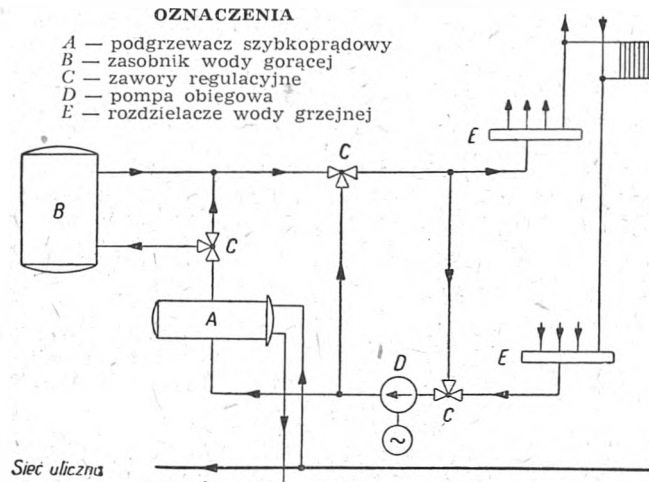 OZNACZENIA
A — podgrzewacz szybkoprądowy
B — zasobnik wody gorącej
C — zawory regulacyjne
D — pompa obiegowa
E — rozdzielacze wody grzejnej
E
C
B
C
A
D
E
C
~
Sieć uliczna